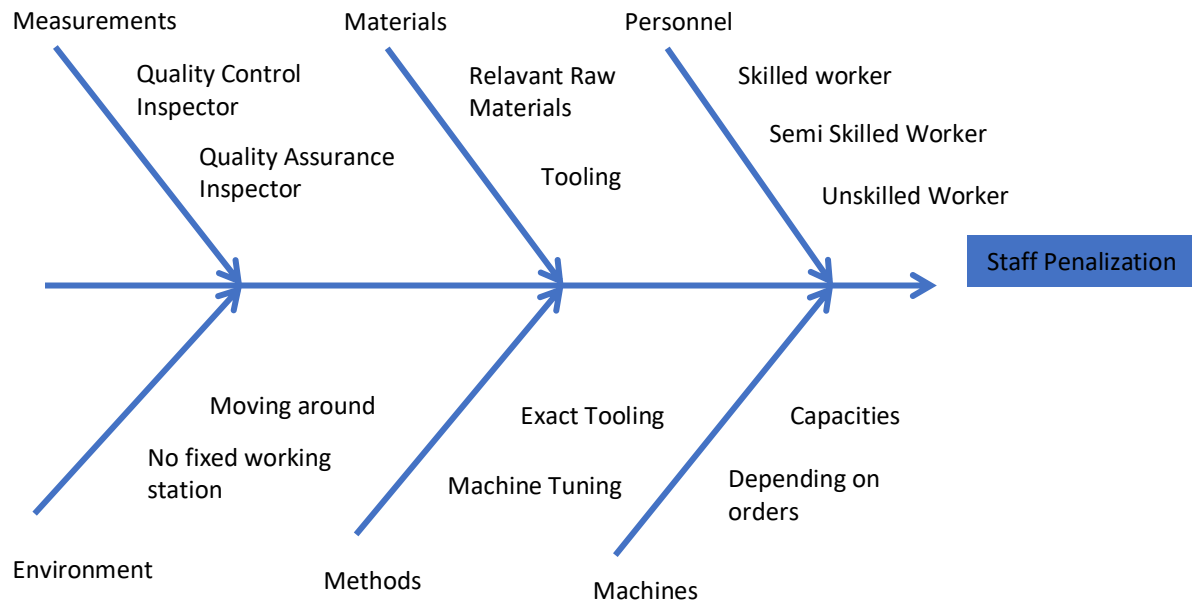 Measurements
Materials
Personnel
Quality Control
Inspector
Relavant Raw
Materials
Skilled worker
Semi Skilled Worker
Quality Assurance
Inspector
Tooling
Unskilled Worker
Staff Penalization
Moving around
Exact Tooling
Capacities
No fixed working
station
Machine Tuning
Depending on
orders
Environment
Methods
Machines